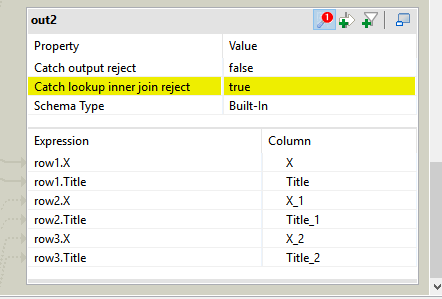 out2
1
Property Value
Catch output reject false
Catch lookup inner join reject true
Schema Type Built-In
Expression Column
row1.X X
row1.Title Title
row2.X X_1
row2.Title Title_1
row3.X X_2
row3.Title Title_2